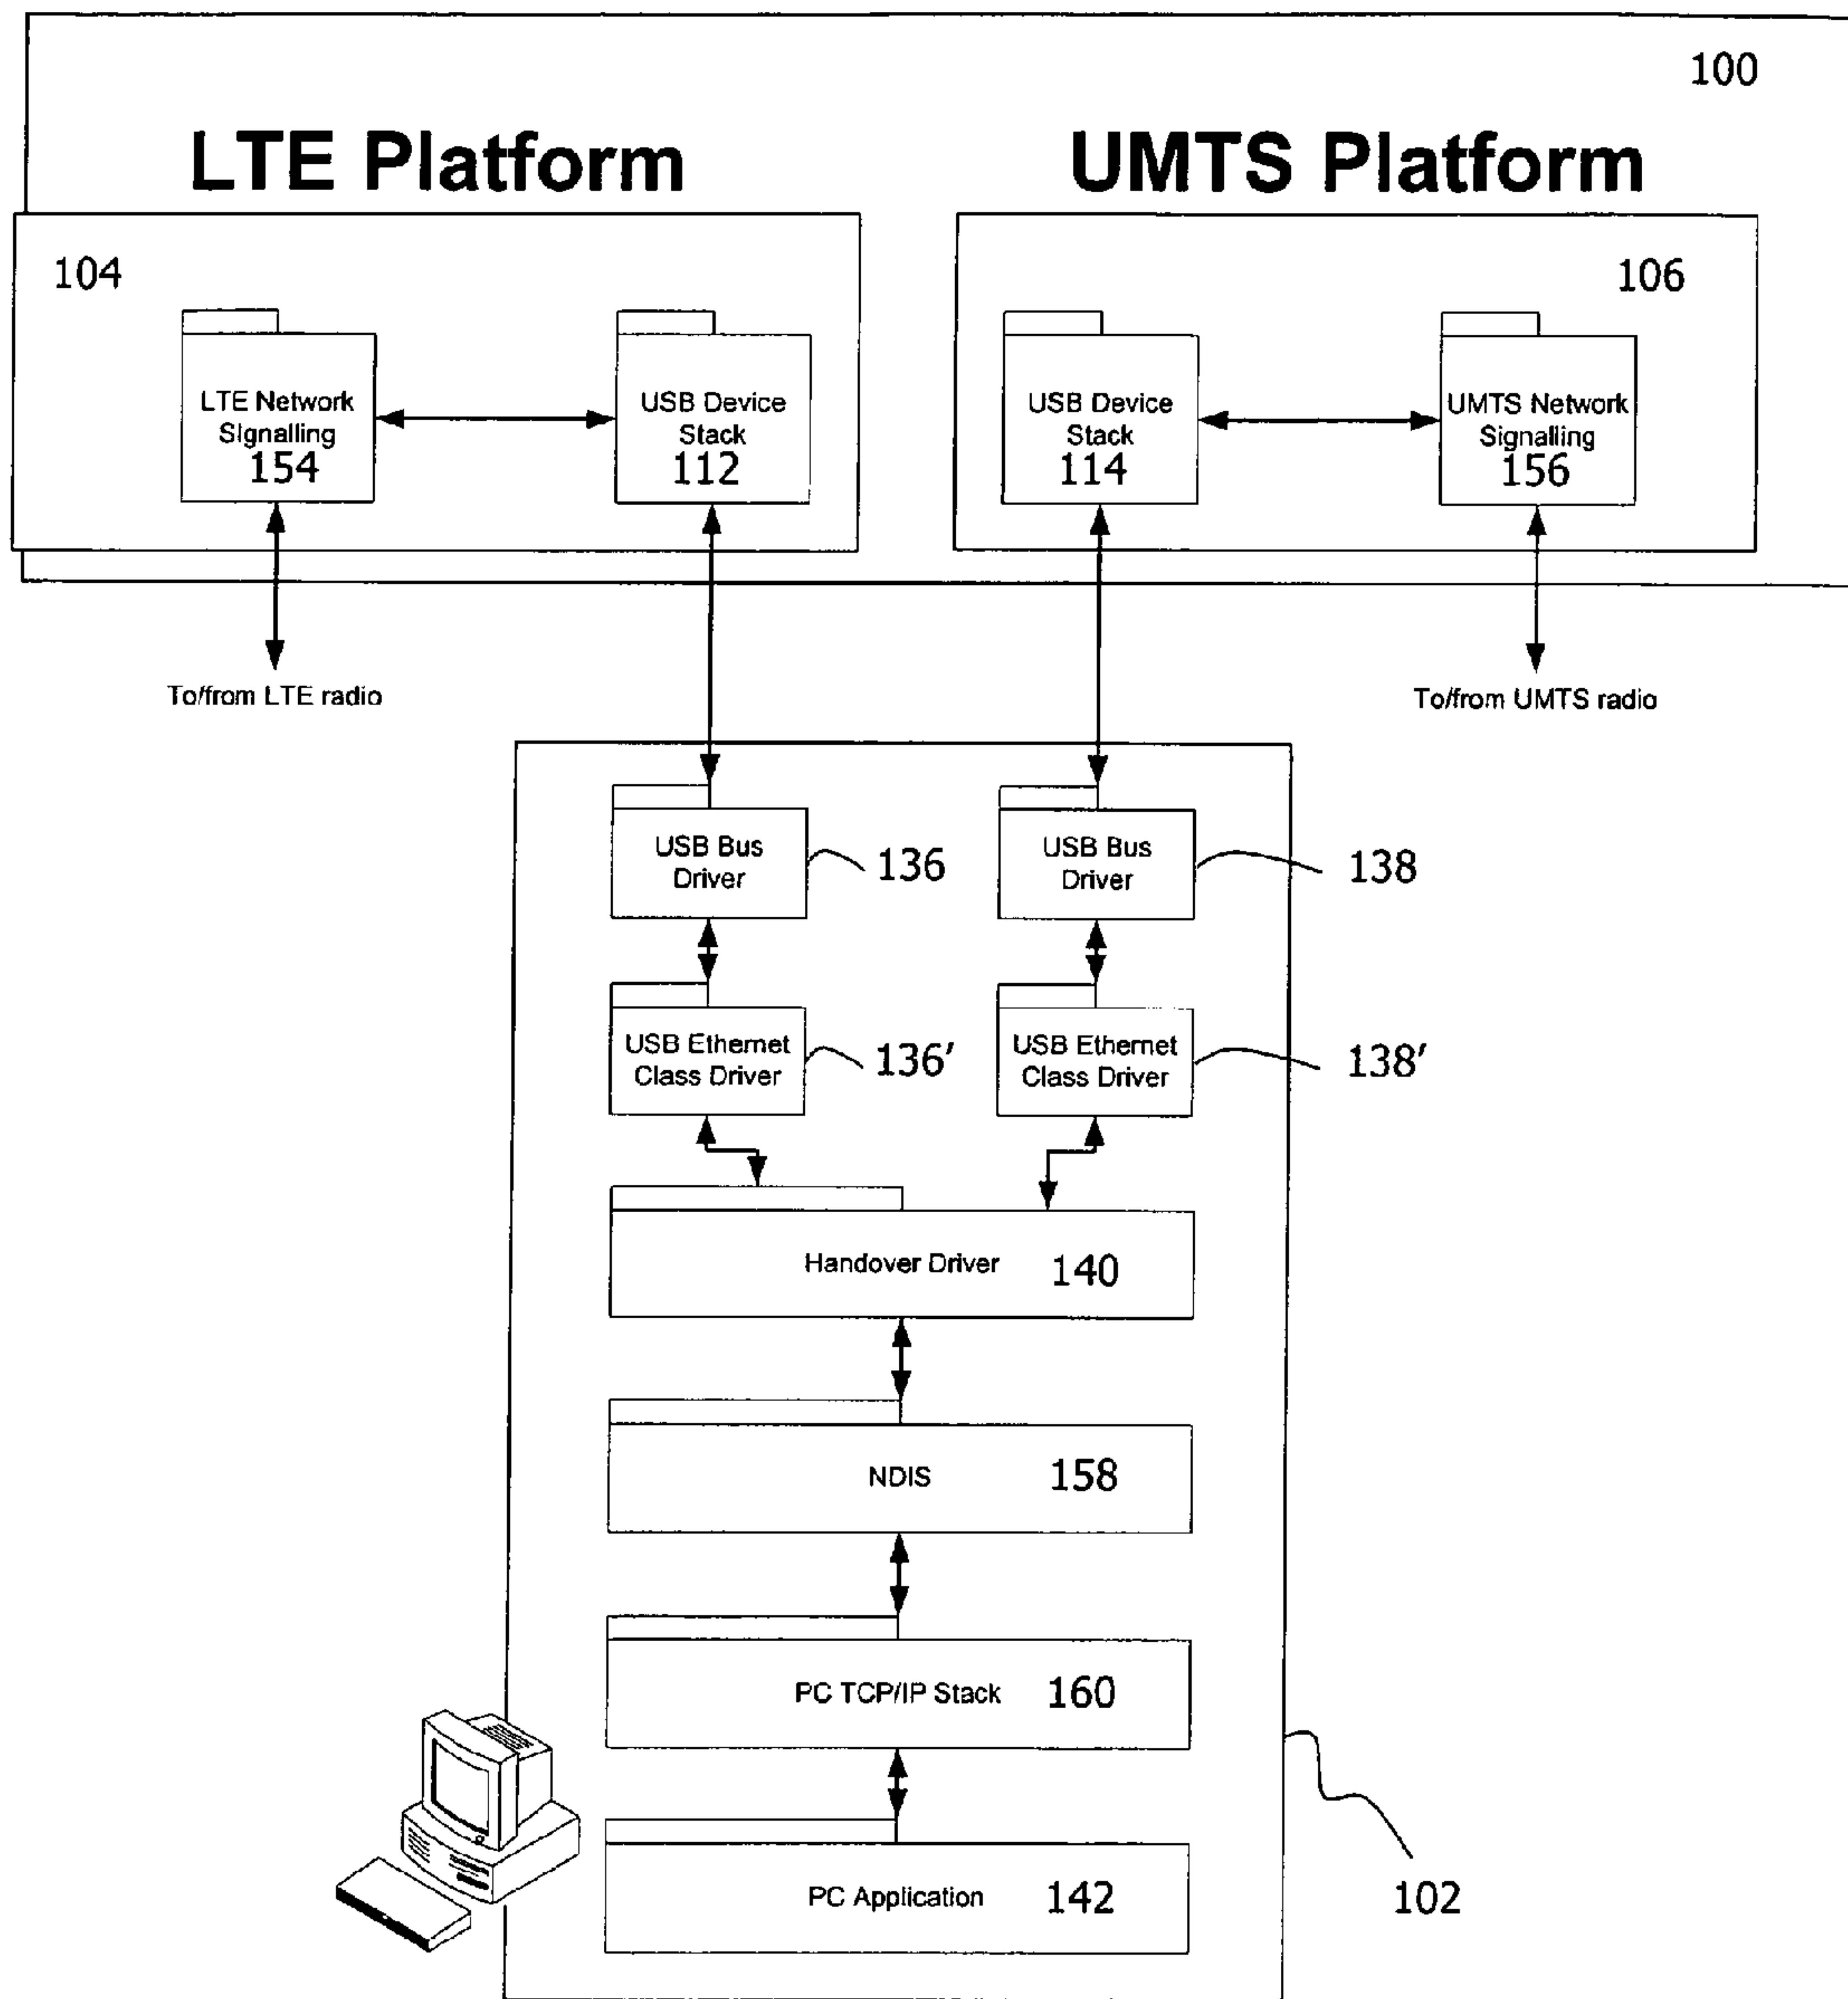 100
LTE Platform
UMTS Platform
104
106
LTE Network
Signalling
154
USB Device
Stack
112
USB Device
Stack
114
UMTS Network
Signalling
156
To/from LTE radio
To/from UMTS radio
USB Bus
Driver
136
USB Bus
Driver
138
USB Ethernet
Class Driver
136'
USB Ethernet
Class Driver
138'
Handover Driver 140
NDIS 158
PC TCP/IP Stack 160
PC Application 142
102